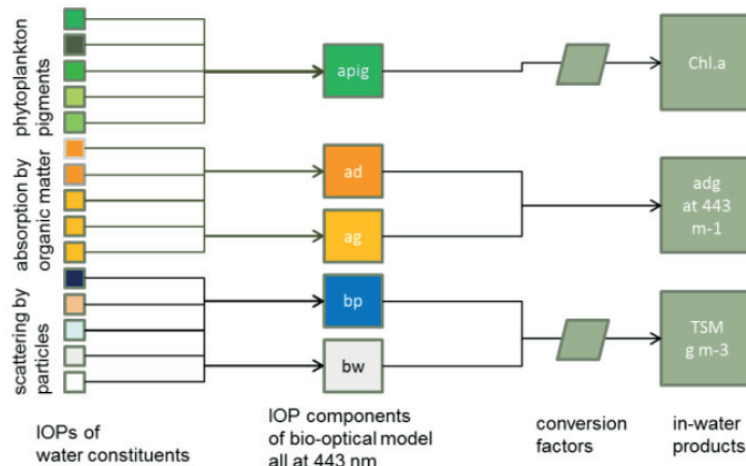 phytoplankton
pigments
absorption by
organic matter
scattering by
particles
apig
ad
ag
bp
bw
Chl.a
adg
at 443
m-1
TSM
g m-3
IOPs of
water constituents
IOP components
of bio-optical model
all at 443 nm
conversion
factors
in-water
products